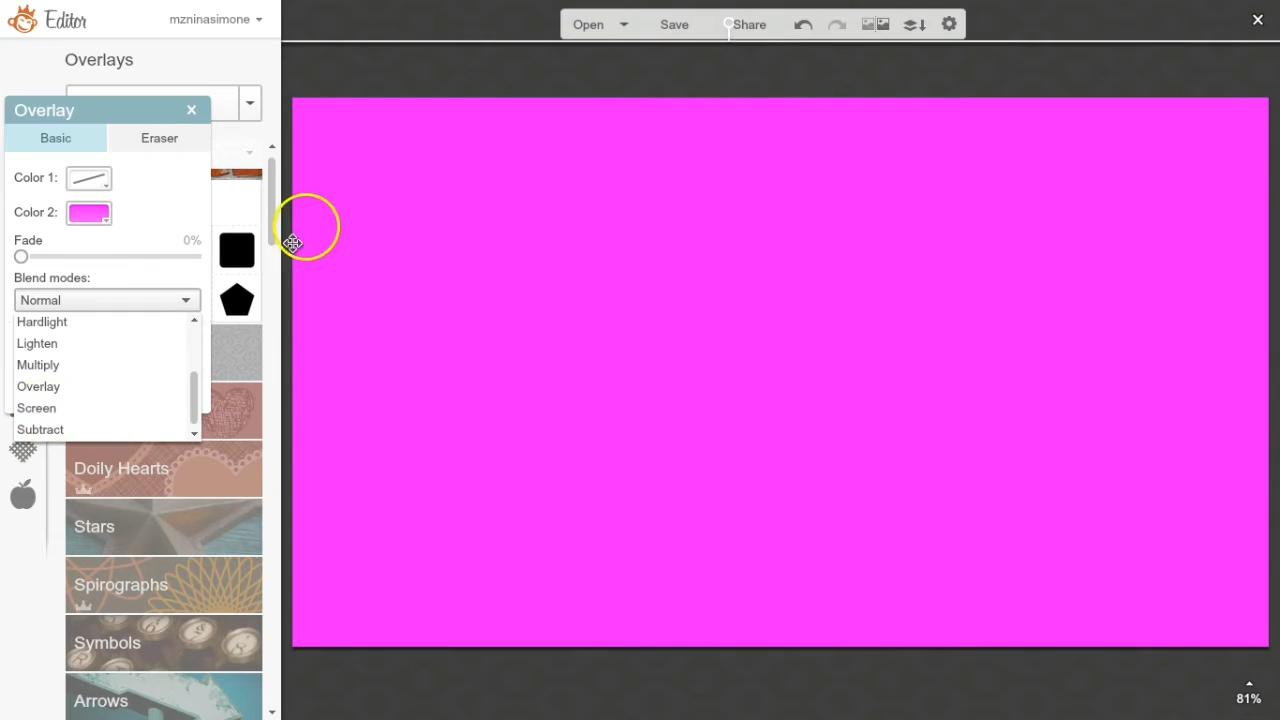 Editor
mzninasimone
Open
Save
Share
Overlays
Overlay
Basic
Eraser
Color 1:
Color 2:
Fade
0%
Blend modes:
Normal
Hardlight
Lighten
Multiply
Overlay
Screen
Subtract
Doily Hearts
Stars
Spirographs
Symbols
Arrows
81%